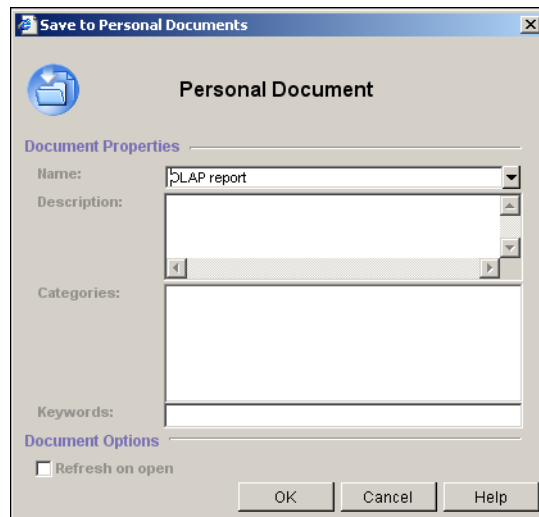 Save to Personal Documents
Personal Document
Document Properties
Name:
OLAP report
Description:
Categories:
Keywords:
Document Options
Refresh on open
OK Cancel Help